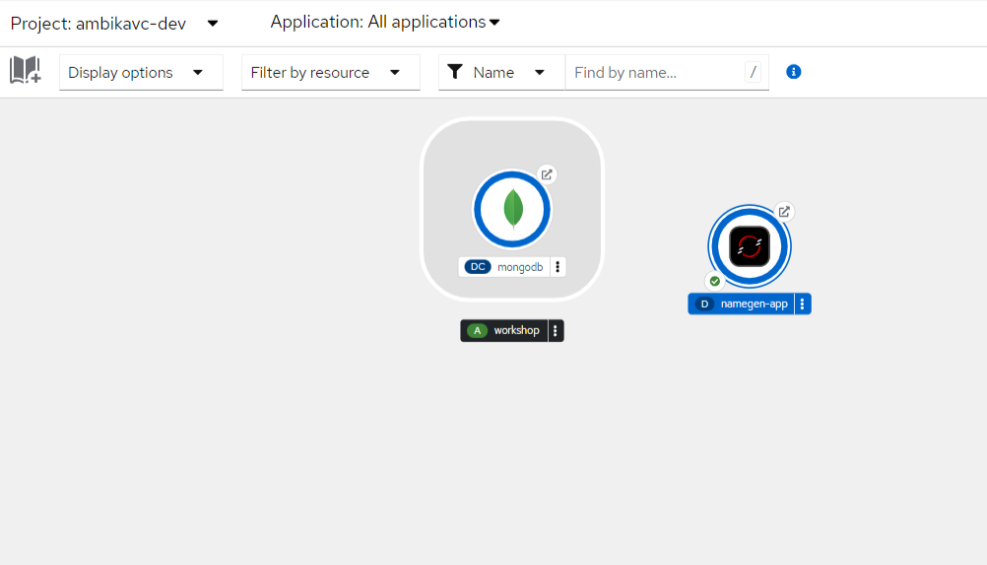 Project: ambikavc-dev Application: All applications
Display options Filter by resource Name Find by name... / i
DC mongodb
D namegen-app
A workshop